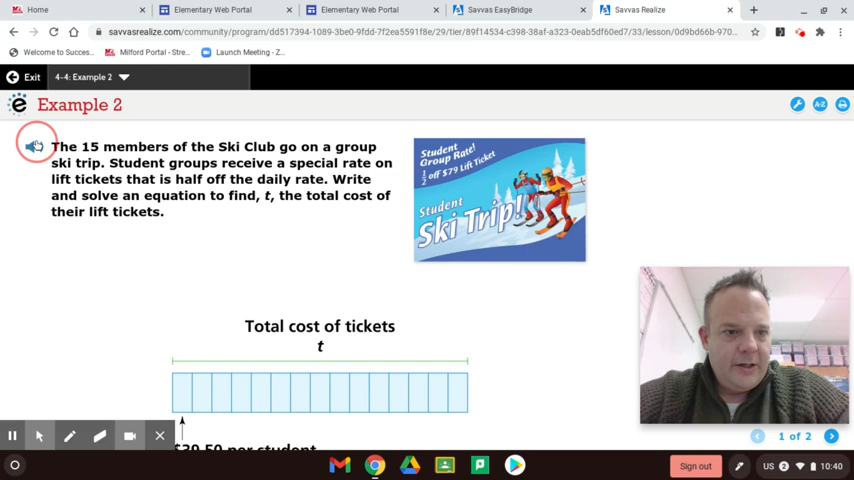 Home
Elementary Web Portal
Elementary Web Portal
Savvas EasyBridge
Savvas Realize
savvasrealize.com/community/program/dd517394-1089-3be0-9fdd-7f2ea5591f8e/29/tier/89f14534-c398-38af-a323-0eab5df60ed7/33/lesson/0d9bd66b-970...
Welcome to Succes...
Milford Portal - Stre...
Launch Meeting - Z...
Exit
4-4: Example 2
Example 2
A-Z
The 15 members of the Ski Club go on a group
ski trip. Student groups receive a special rate on
lift tickets that is half off the daily rate. Write
and solve an equation to find, t, the total cost of
their lift tickets.
Student
Group Rate!
1/2 off $79 Lift Ticket
Student
Ski Trip!
Total cost of tickets
t
$39.50 per student
1 of 2
Sign out
US 2 10:40